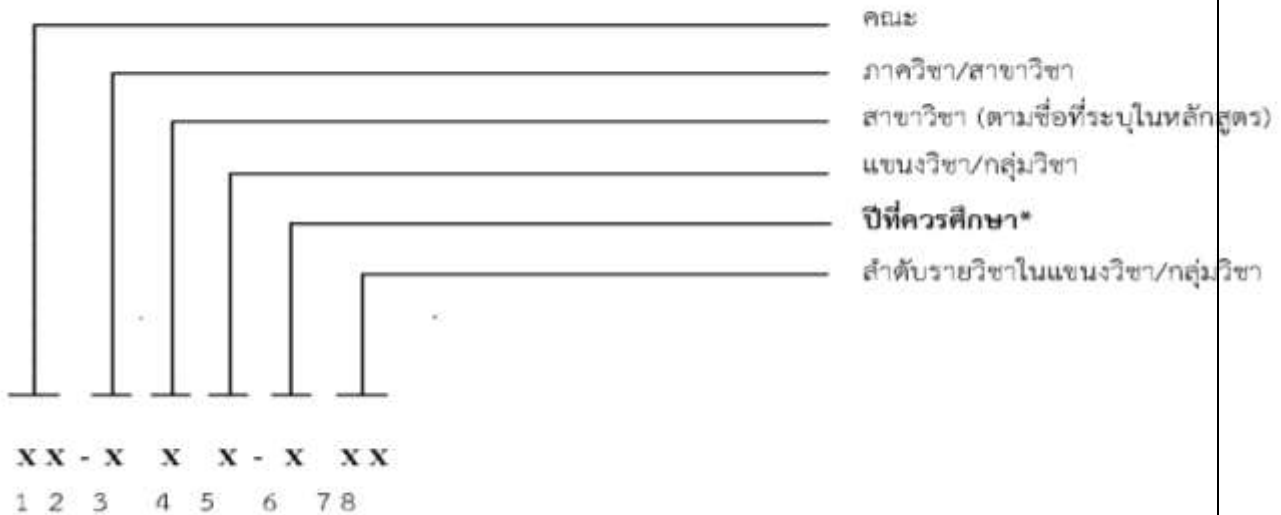 คณะ
ภาควิชา/สาขาวิชา
สาขาวิชา (ตามชื่อที่ระบุในหลักสูตร)
แขนงวิชา/กลุ่มวิชา
ปีที่ควรศึกษา*
ลำดับรายวิชาในแขนงวิชา/กลุ่มวิชา
X X - X X X - X X X
1 2 3 4 5 6 7 8